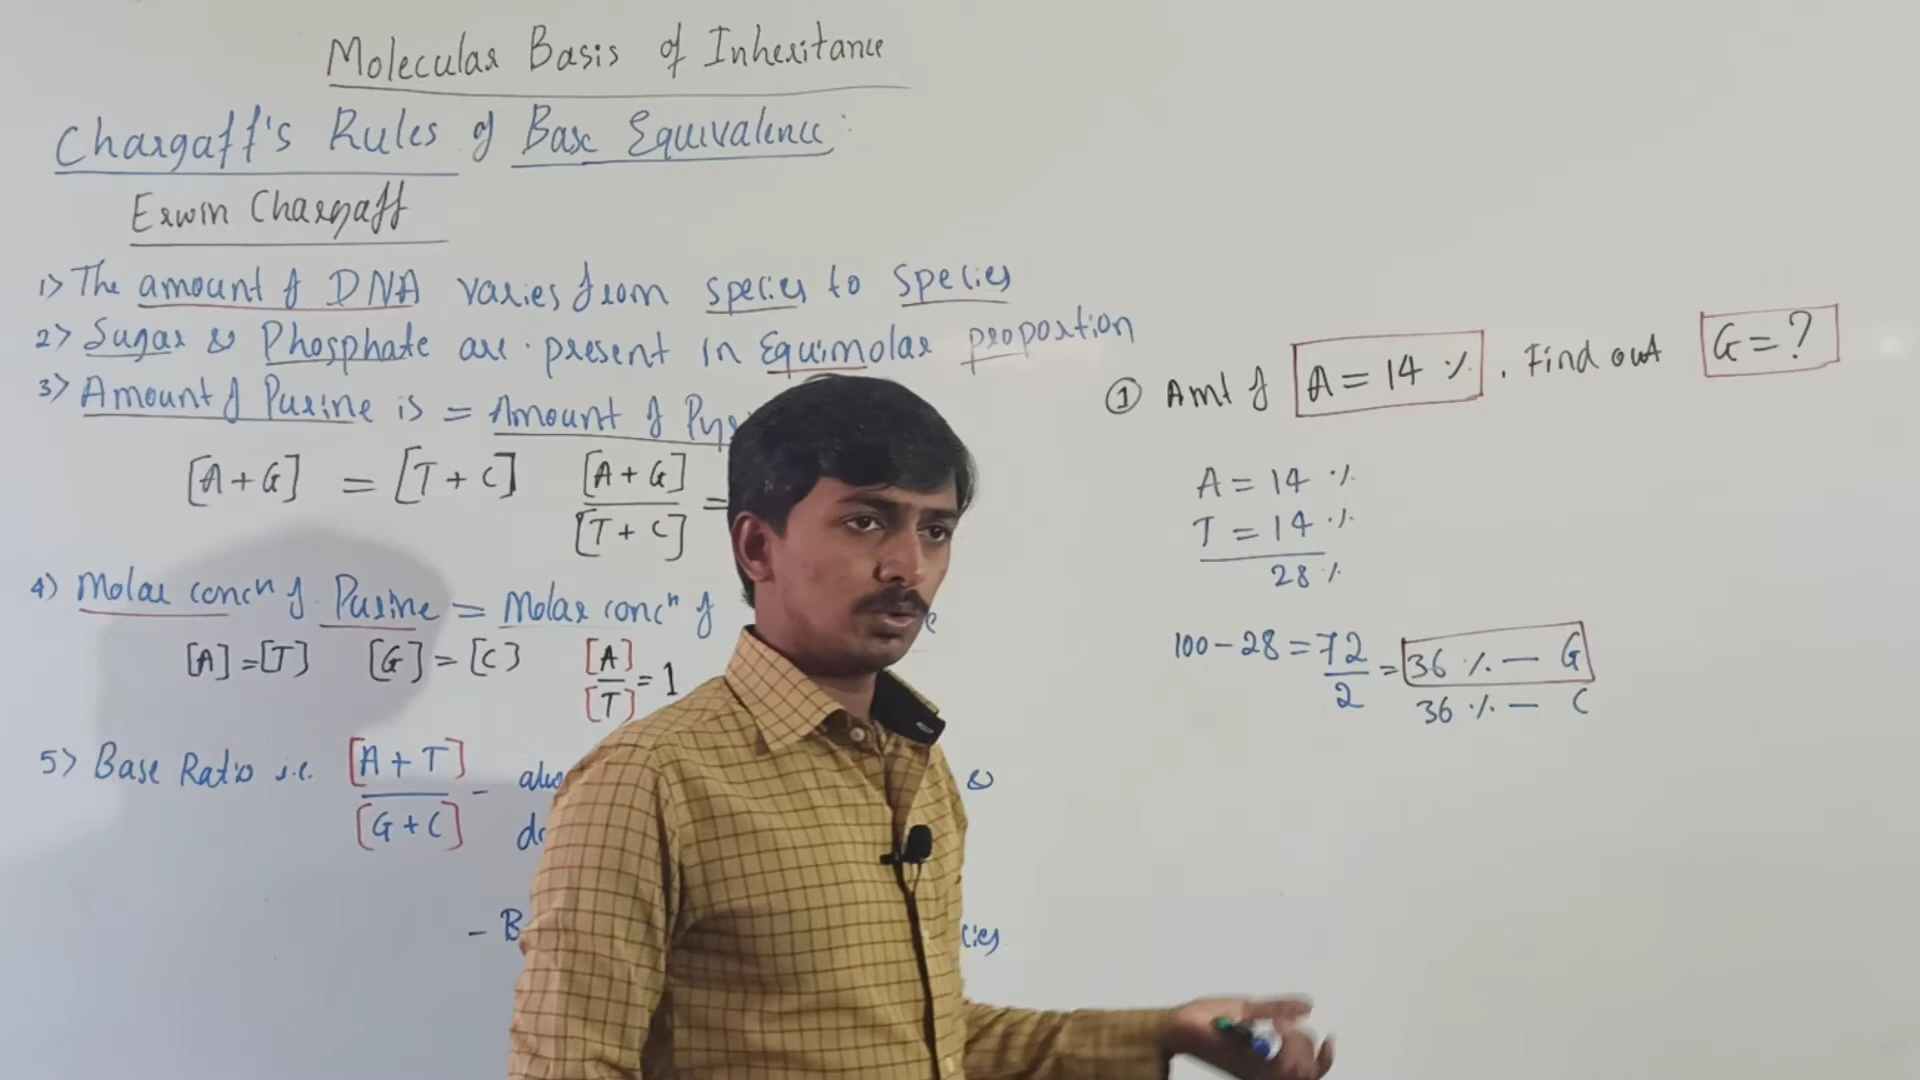 Molecular Basis of Inheritance
Chargaff's Rules of Base Equivalence:
Erwin Chargaff
1) The amount of DNA varies from species to species
2) Sugar & Phosphate are present in Equimolar proportion
3) Amount of Purine is = Amount of Pyr
[A+G] = [T+C] [A+G]/[T+C] =
4) Molar concⁿ of Purine = Molar concⁿ of
[A]=[T] [G]=[C] [A]/[T] = 1
5) Base Ratio i.e. [A+T]/[G+C] -
&
- B
cies
① Amt of A = 14 %. Find out G = ?
A = 14 %
T = 14 %
28 %
100 - 28 = 72/2 = 36 % — G
36 % — C